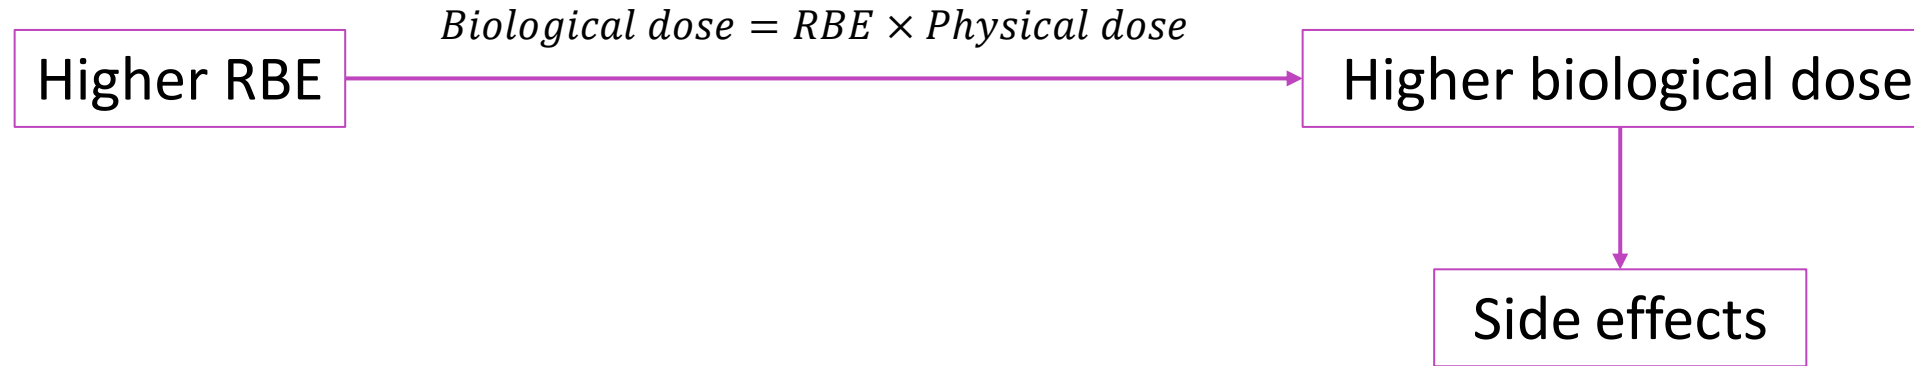 Biological dose = RBE × Physical dose
Higher RBE
Higher biological dose
Side effects